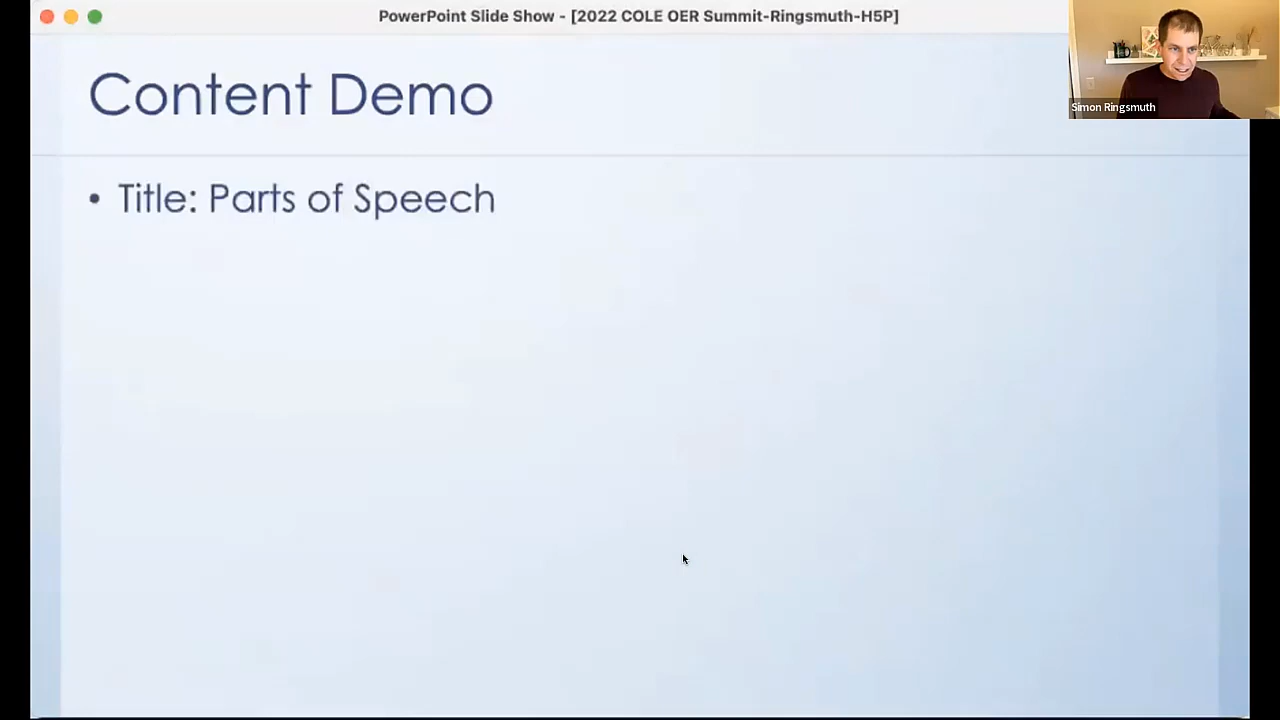 PowerPoint Slide Show - [2022 COLE OER Summit-Ringsmuth-H5P]
Simon Ringsmuth
Content Demo
• Title: Parts of Speech